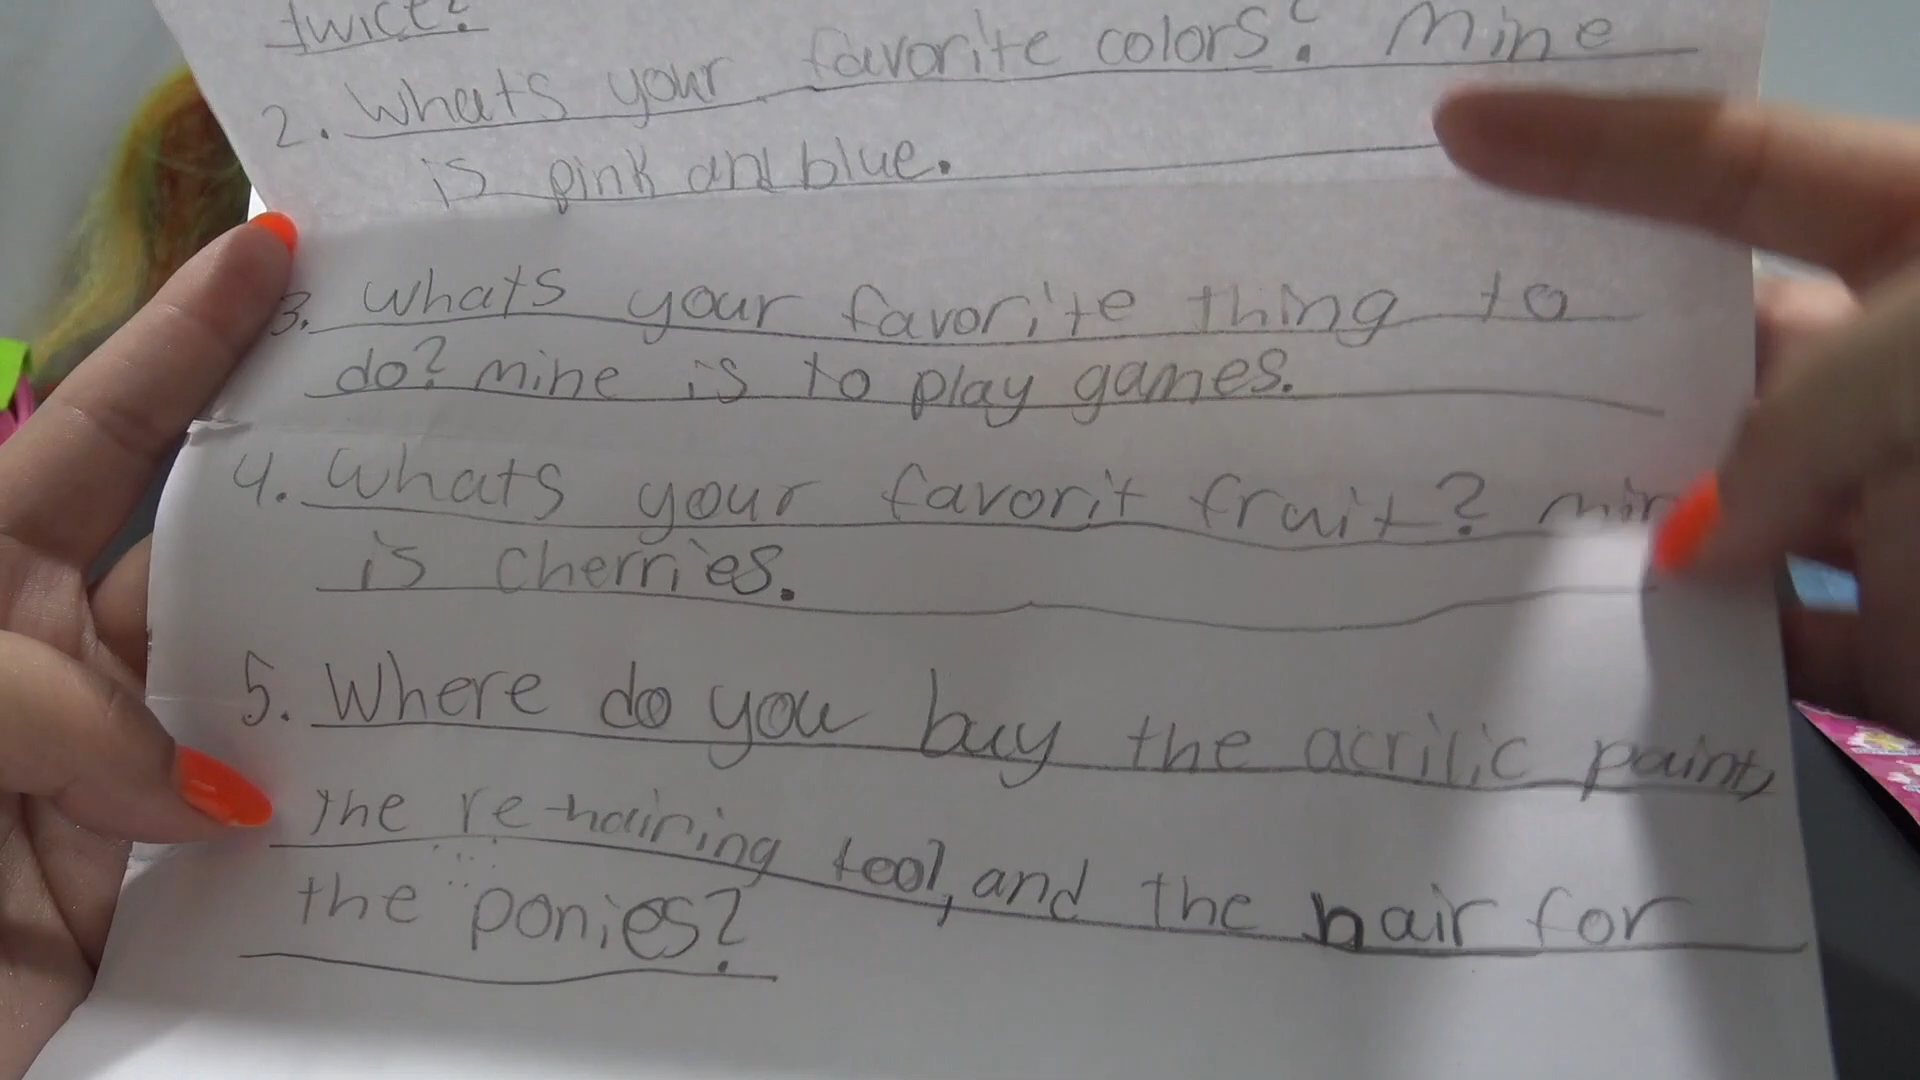 twice?
2. Whats your favorite colors? Mine
is pink and blue.
3. whats your favorite thing to
do? mine is to play games.
4. Whats your favorit fruit? min
is cherries.
5. Where do you buy the acrilic paint,
the re-hairing tool, and the hair for
the ponies?